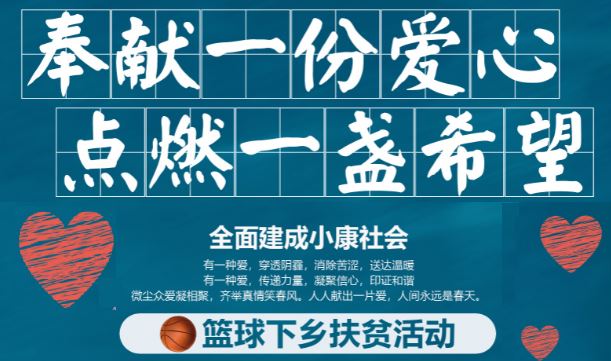 奉献一份爱心
点燃一盏希望
全面建成小康社会
有一种爱，穿透阴霾，消除苦涩，送达温暖
有一种爱，传递力量，凝聚信心，印证和谐
微尘众爱凝相聚，齐举真情笑春风。人人献出一片爱，人间永远是春天。
篮球下乡扶贫活动